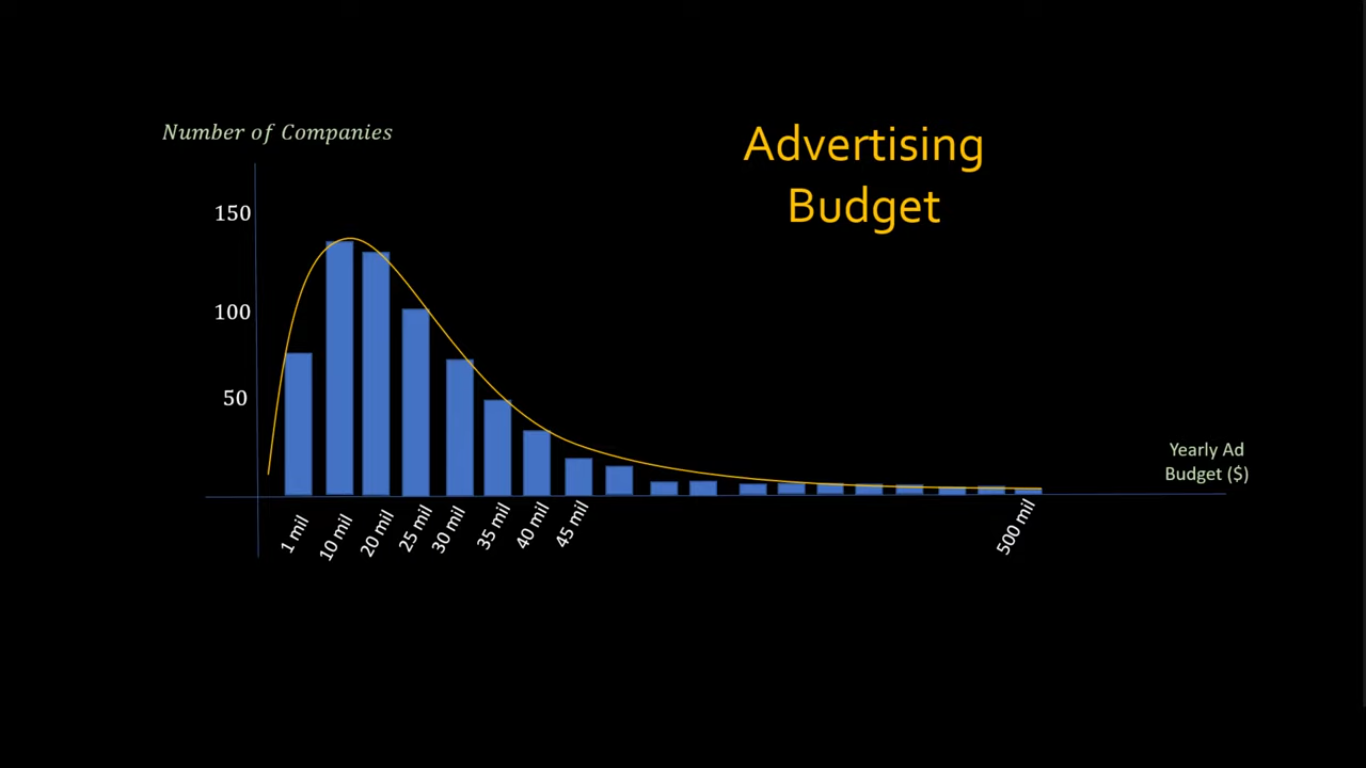 Number of Companies
Advertising
Budget
150
100
50
Yearly Ad
Budget ($)
1 mil
10 mil
20 mil
25 mil
30 mil
35 mil
40 mil
45 mil
500 mil